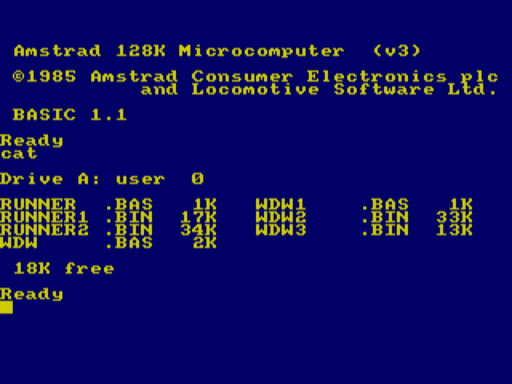 Amstrad 128K Microcomputer  (v3)
©1985 Amstrad Consumer Electronics plc
and Locomotive Software Ltd.
BASIC 1.1
Ready
cat
Drive A: user  0
RUNNER  .BAS   1K   WDW1    .BAS   1K
RUNNER1 .BIN  17K   WDW2    .BIN  33K
RUNNER2 .BIN  34K   WDW3    .BIN  13K
WDW     .BAS   2K
18K free
Ready